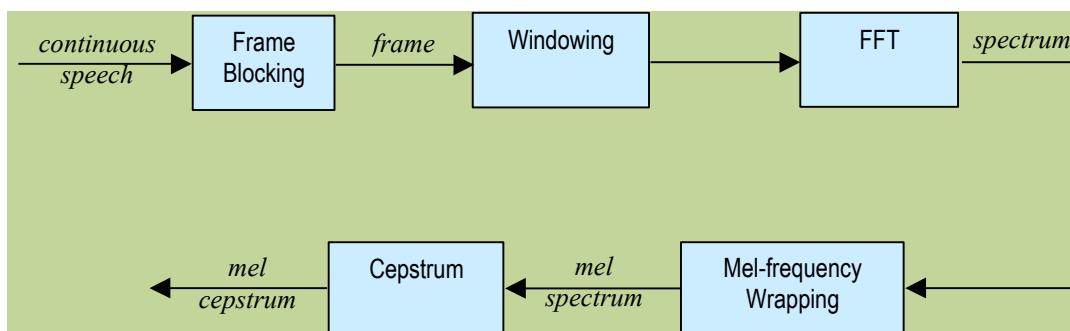 continuous
speech
Frame
Blocking
frame
Windowing
FFT
spectrum
mel
cepstrum
Cepstrum
mel
spectrum
Mel-frequency
Wrapping